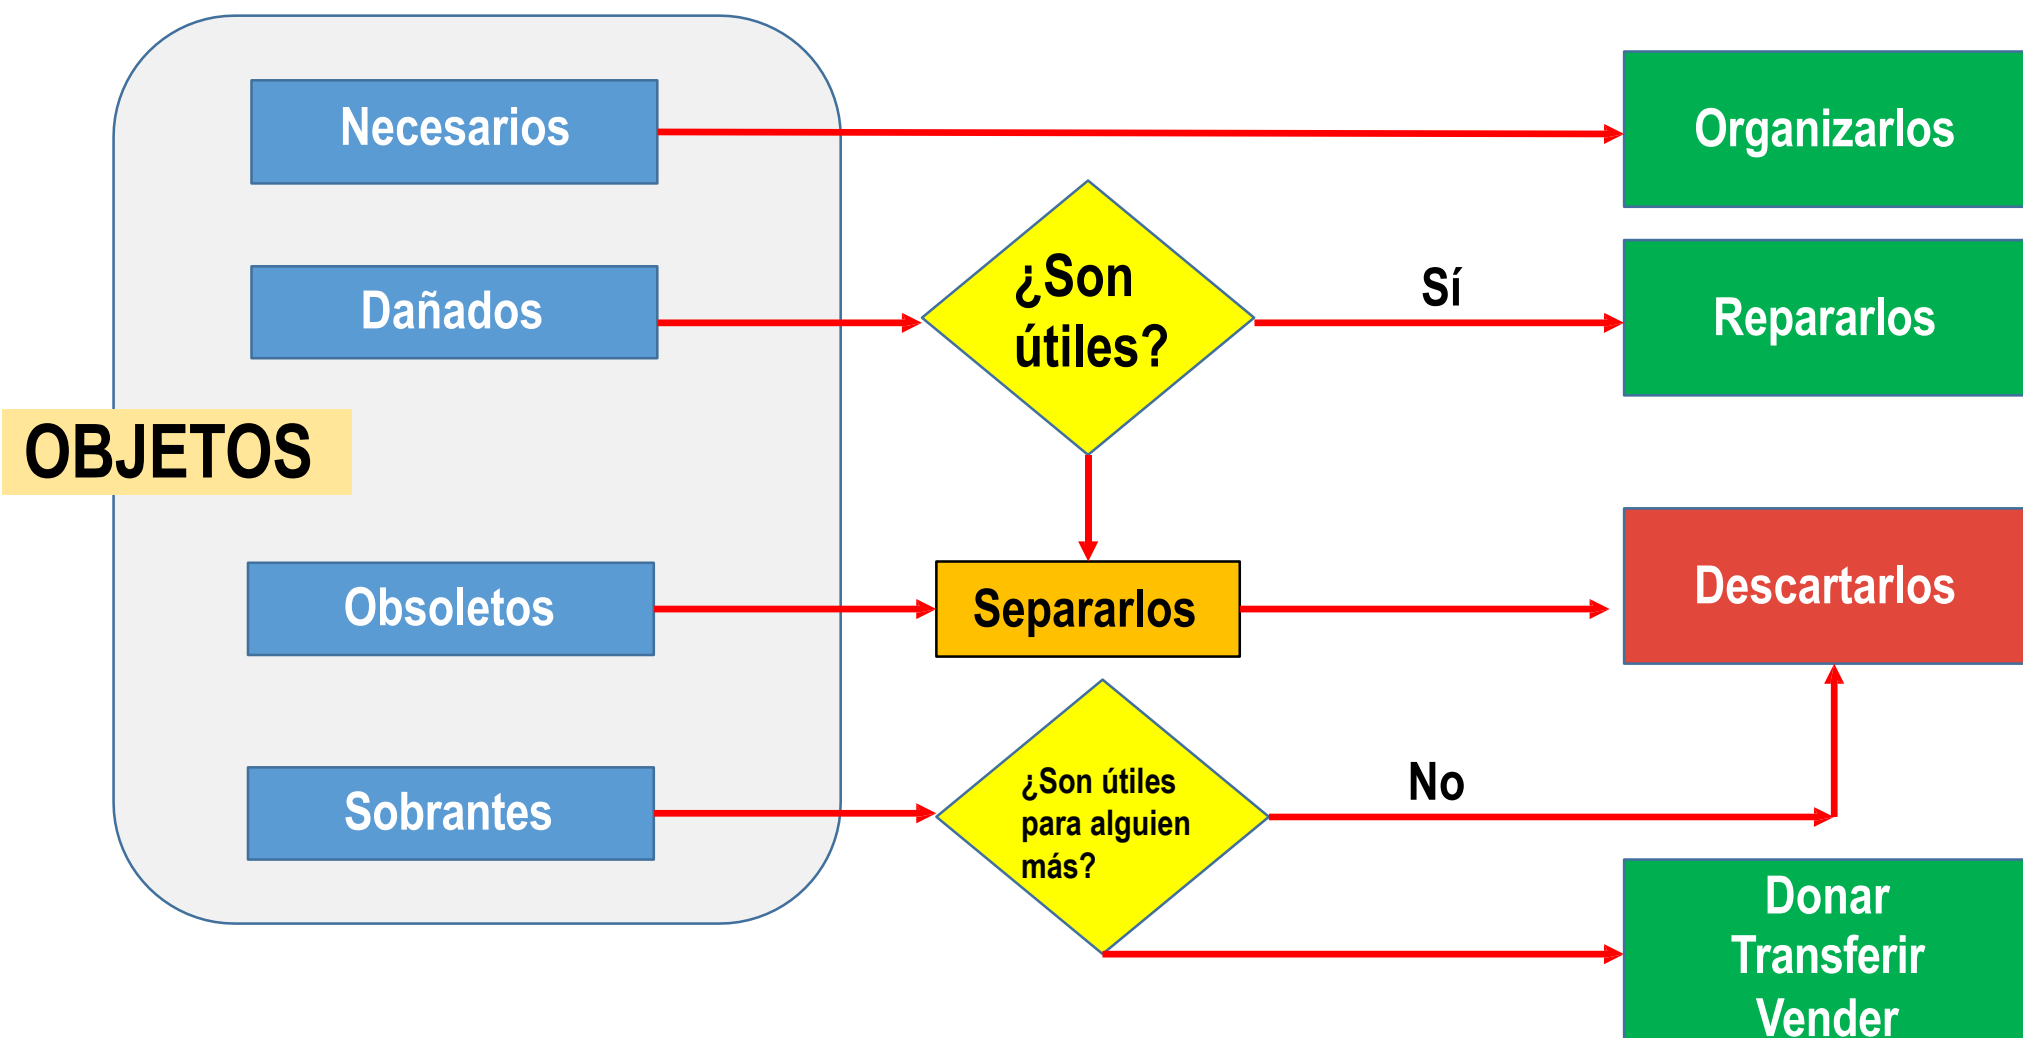 Necesarios
Organizarlos
¿Son
útiles?
Sí
Dañados
Repararlos
OBJETOS
Obsoletos
Separarlos
Descartarlos
Sobrantes
¿Son útiles
para alguien
más?
No
Donar
Transferir
Vender